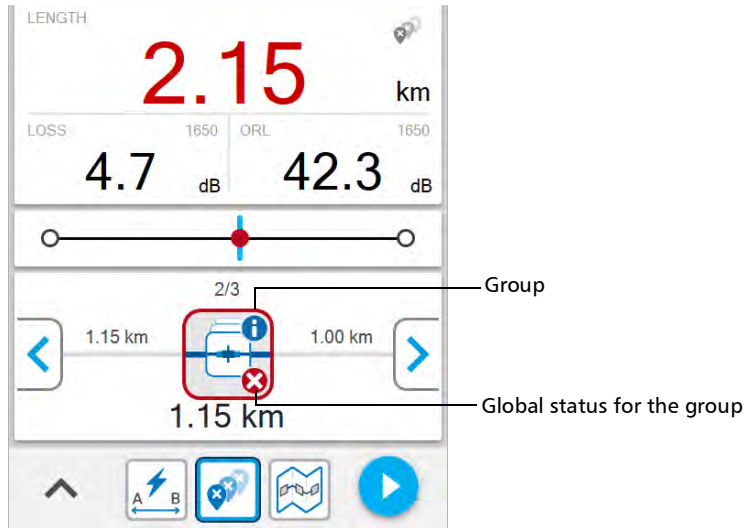 LENGTH
2.15 km
LOSS 1650 ORL 1650
4.7 dB 42.3 dB
2/3
Group
1.15 km 1.00 km
Global status for the group
1.15 km
A B